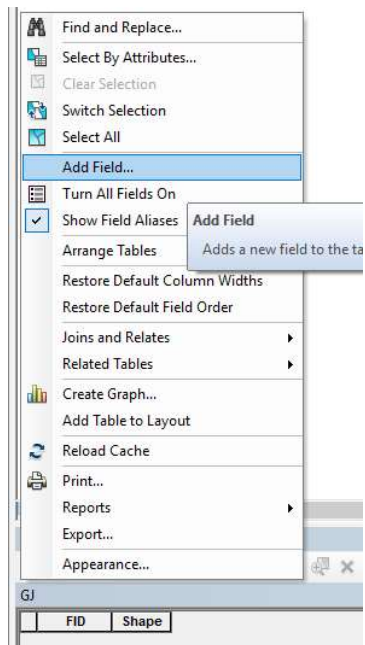 Find and Replace...
Select By Attributes...
Clear Selection
Switch Selection
Select All
Add Field...
Turn All Fields On
Show Field Aliases
Add Field
Arrange Tables
Adds a new field to the ta
Restore Default Column Widths
Restore Default Field Order
Joins and Relates
Related Tables
Create Graph...
Add Table to Layout
Reload Cache
Print...
Reports
Export...
Appearance...
GJ
FID Shape